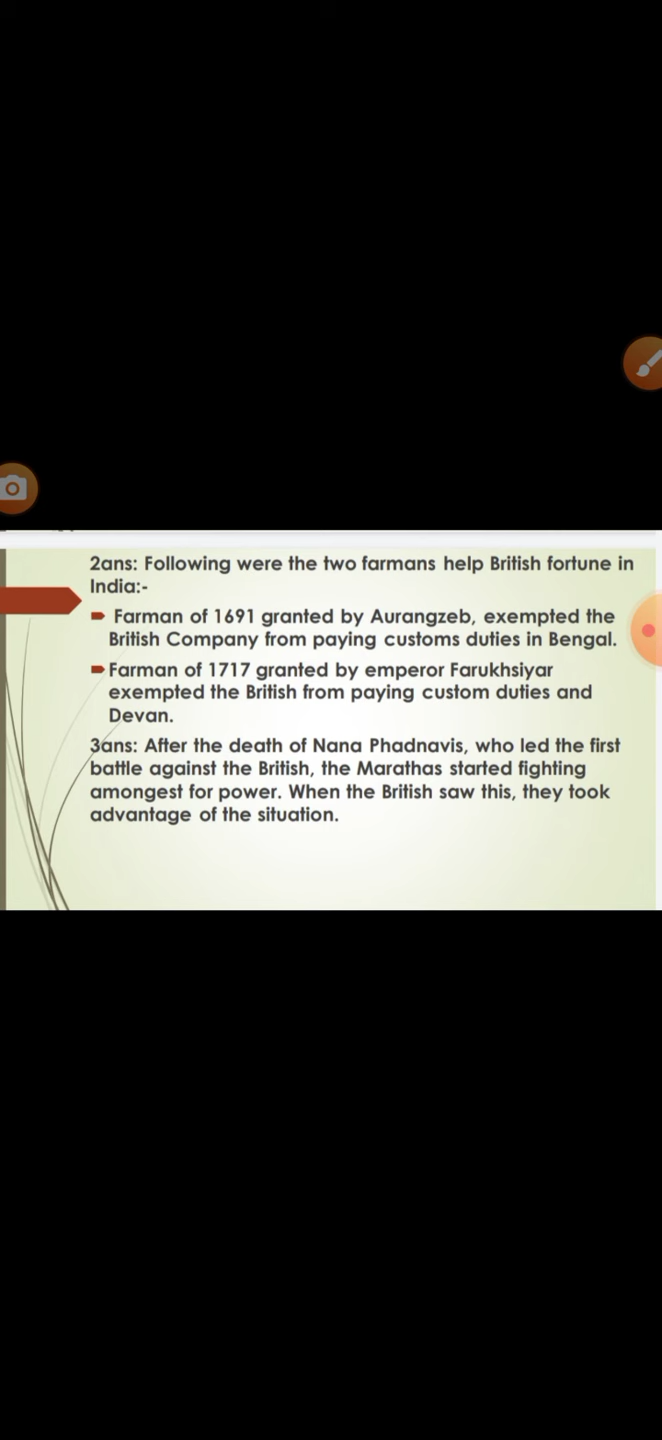 2ans: Following were the two farmans help British fortune in
India:-
Farman of 1691 granted by Aurangzeb, exempted the
British Company from paying customs duties in Bengal.
Farman of 1717 granted by emperor Farukhsiyar
exempted the British from paying custom duties and
Devan.
3ans: After the death of Nana Phadnavis, who led the first
battle against the British, the Marathas started fighting
amongest for power. When the British saw this, they took
advantage of the situation.